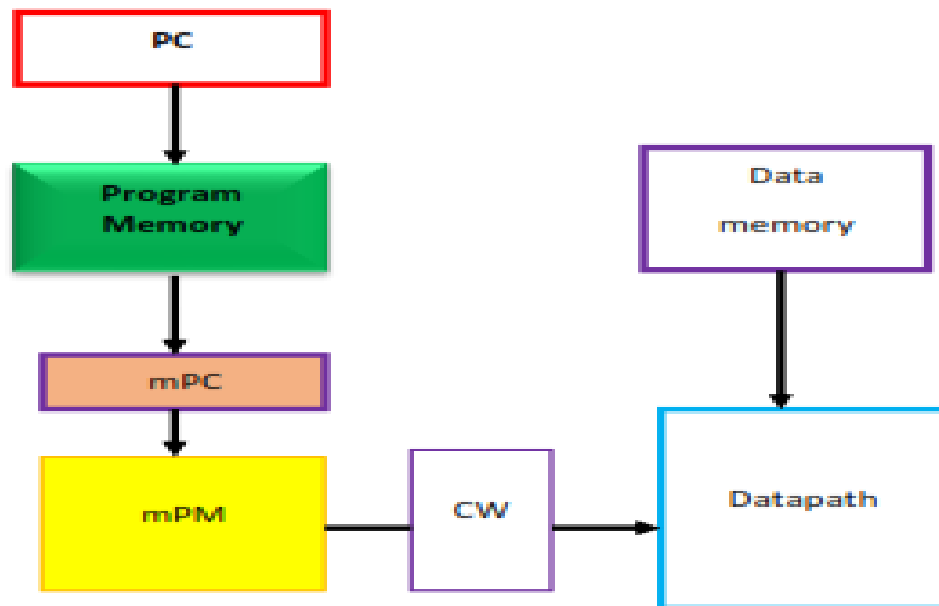 PC
Program
Memory
Data
memory
mPC
mPM
CW
Datapath